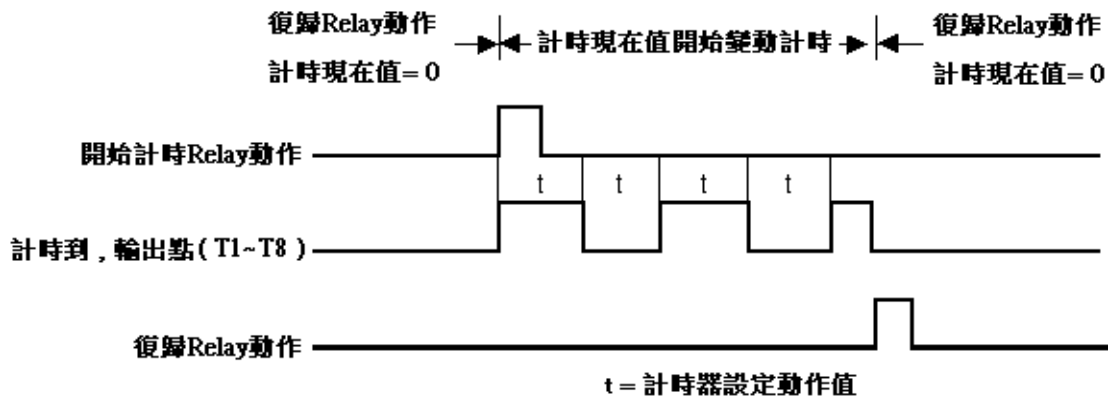 復歸Relay動作
計時現在值=0
計時現在值開始變動計時
復歸Relay動作
計時現在值=0
開始計時Relay動作
t t t t
計時到,輸出點(T1~T8)
復歸Relay動作
t=計時器設定動作值